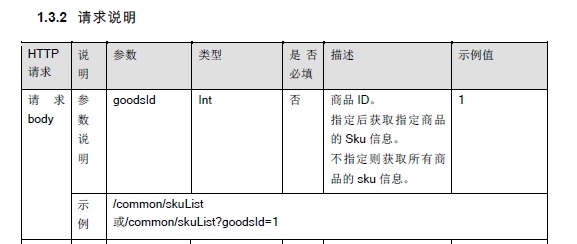 1.3.2 请求说明
HTTP 请求 说明 参数 类型 是否必填 描述 示例值
请求 body 参数说明 goodsId Int 否 商品 ID。 1
指定后获取指定商品
的 Sku 信息。
不指定则获取所有商
品的 sku 信息。
示例 /common/skuList
或/common/skuList?goodsId=1